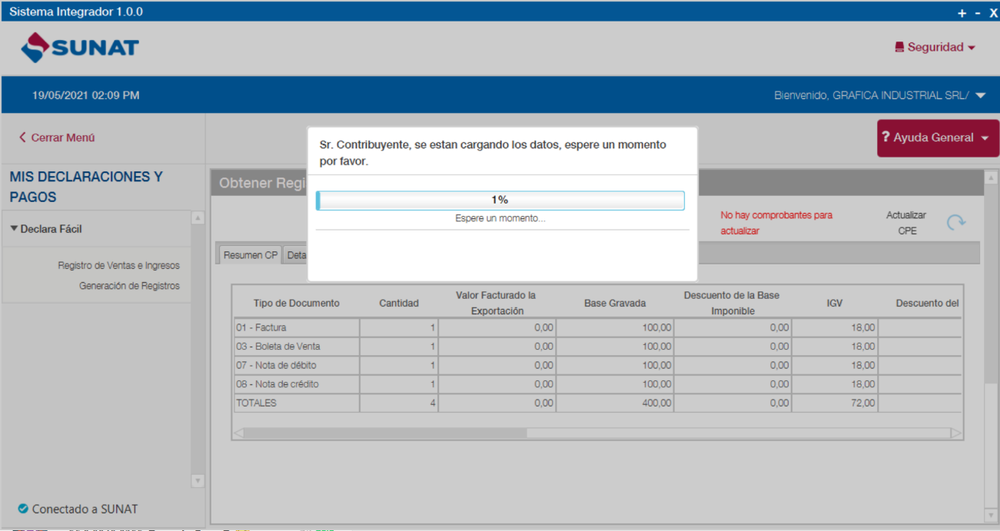 Sistema Integrador 1.0.0
+ - X
SUNAT
Seguridad
19/05/2021 02:09 PM
Bienvenido, GRAFICA INDUSTRIAL SRL/
Cerrar Menú
? Ayuda General
MIS DECLARACIONES Y
PAGOS
Declara Fácil
Registro de Ventas e Ingresos
Generación de Registros
Conectado a SUNAT
Obtener Regi
Sr. Contribuyente, se estan cargando los datos, espere un momento
por favor.
1%
Espere un momento...
No hay comprobantes para
actualizar
Actualizar
CPE
Resumen CP Deta
Tipo de Documento Cantidad Valor Facturado la Exportación Base Gravada Descuento de la Base Imponible IGV Descuento del
01 - Factura 1 0,00 100,00 0,00 18,00
03 - Boleta de Venta 1 0,00 100,00 0,00 18,00
07 - Nota de débito 1 0,00 100,00 0,00 18,00
08 - Nota de crédito 1 0,00 100,00 0,00 18,00
TOTALES 4 0,00 400,00 0,00 72,00